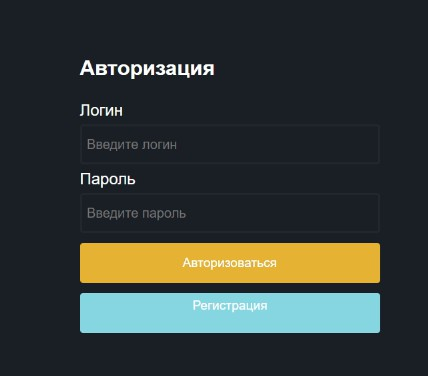 Авторизация
Логин
Введите логин
Пароль
Введите пароль
Авторизоваться
Регистрация